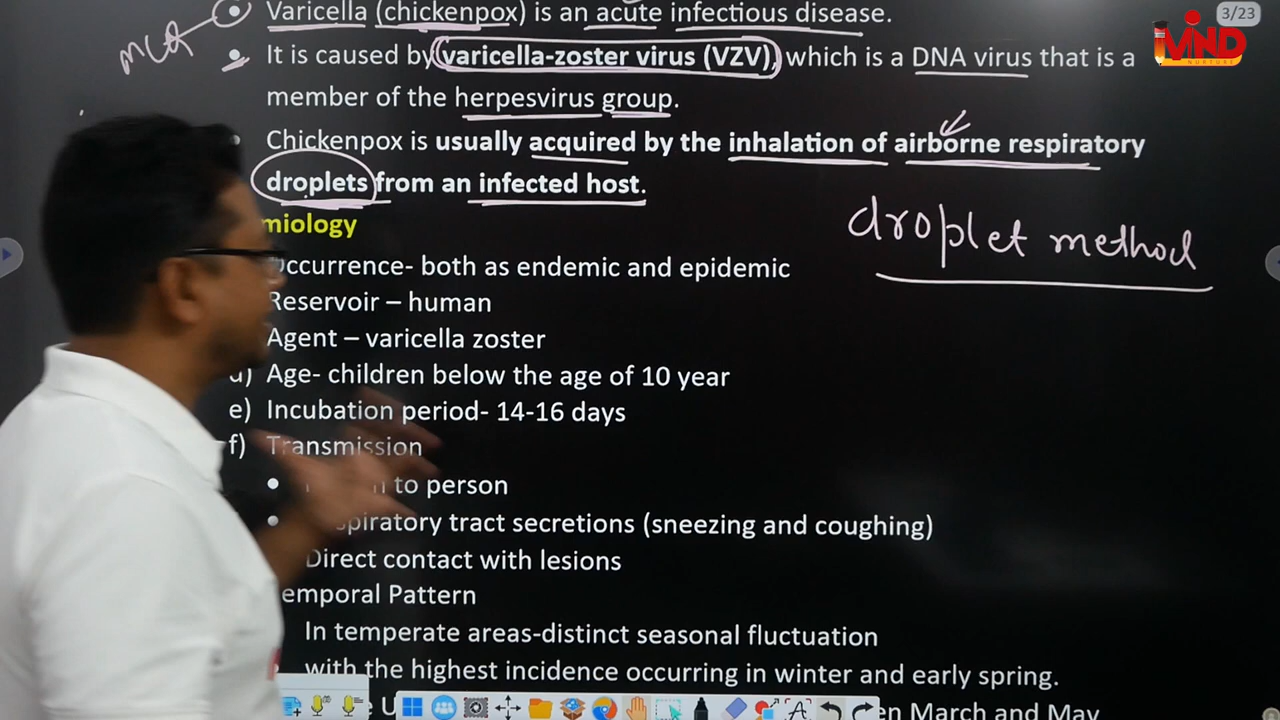 3/23
MIND
NURTURE
MCQ
• Varicella (chickenpox) is an acute infectious disease.
• It is caused by varicella-zoster virus (VZV), which is a DNA virus that is a
member of the herpesvirus group.
• Chickenpox is usually acquired by the inhalation of airborne respiratory
droplets from an infected host.
droplet method
miology
Occurrence- both as endemic and epidemic
Reservoir – human
Agent – varicella zoster
d) Age- children below the age of 10 year
e) Incubation period- 14-16 days
f) Transmission
• to person
• spiratory tract secretions (sneezing and coughing)
Direct contact with lesions
emporal Pattern
In temperate areas-distinct seasonal fluctuation
• with the highest incidence occurring in winter and early spring.
en March and May